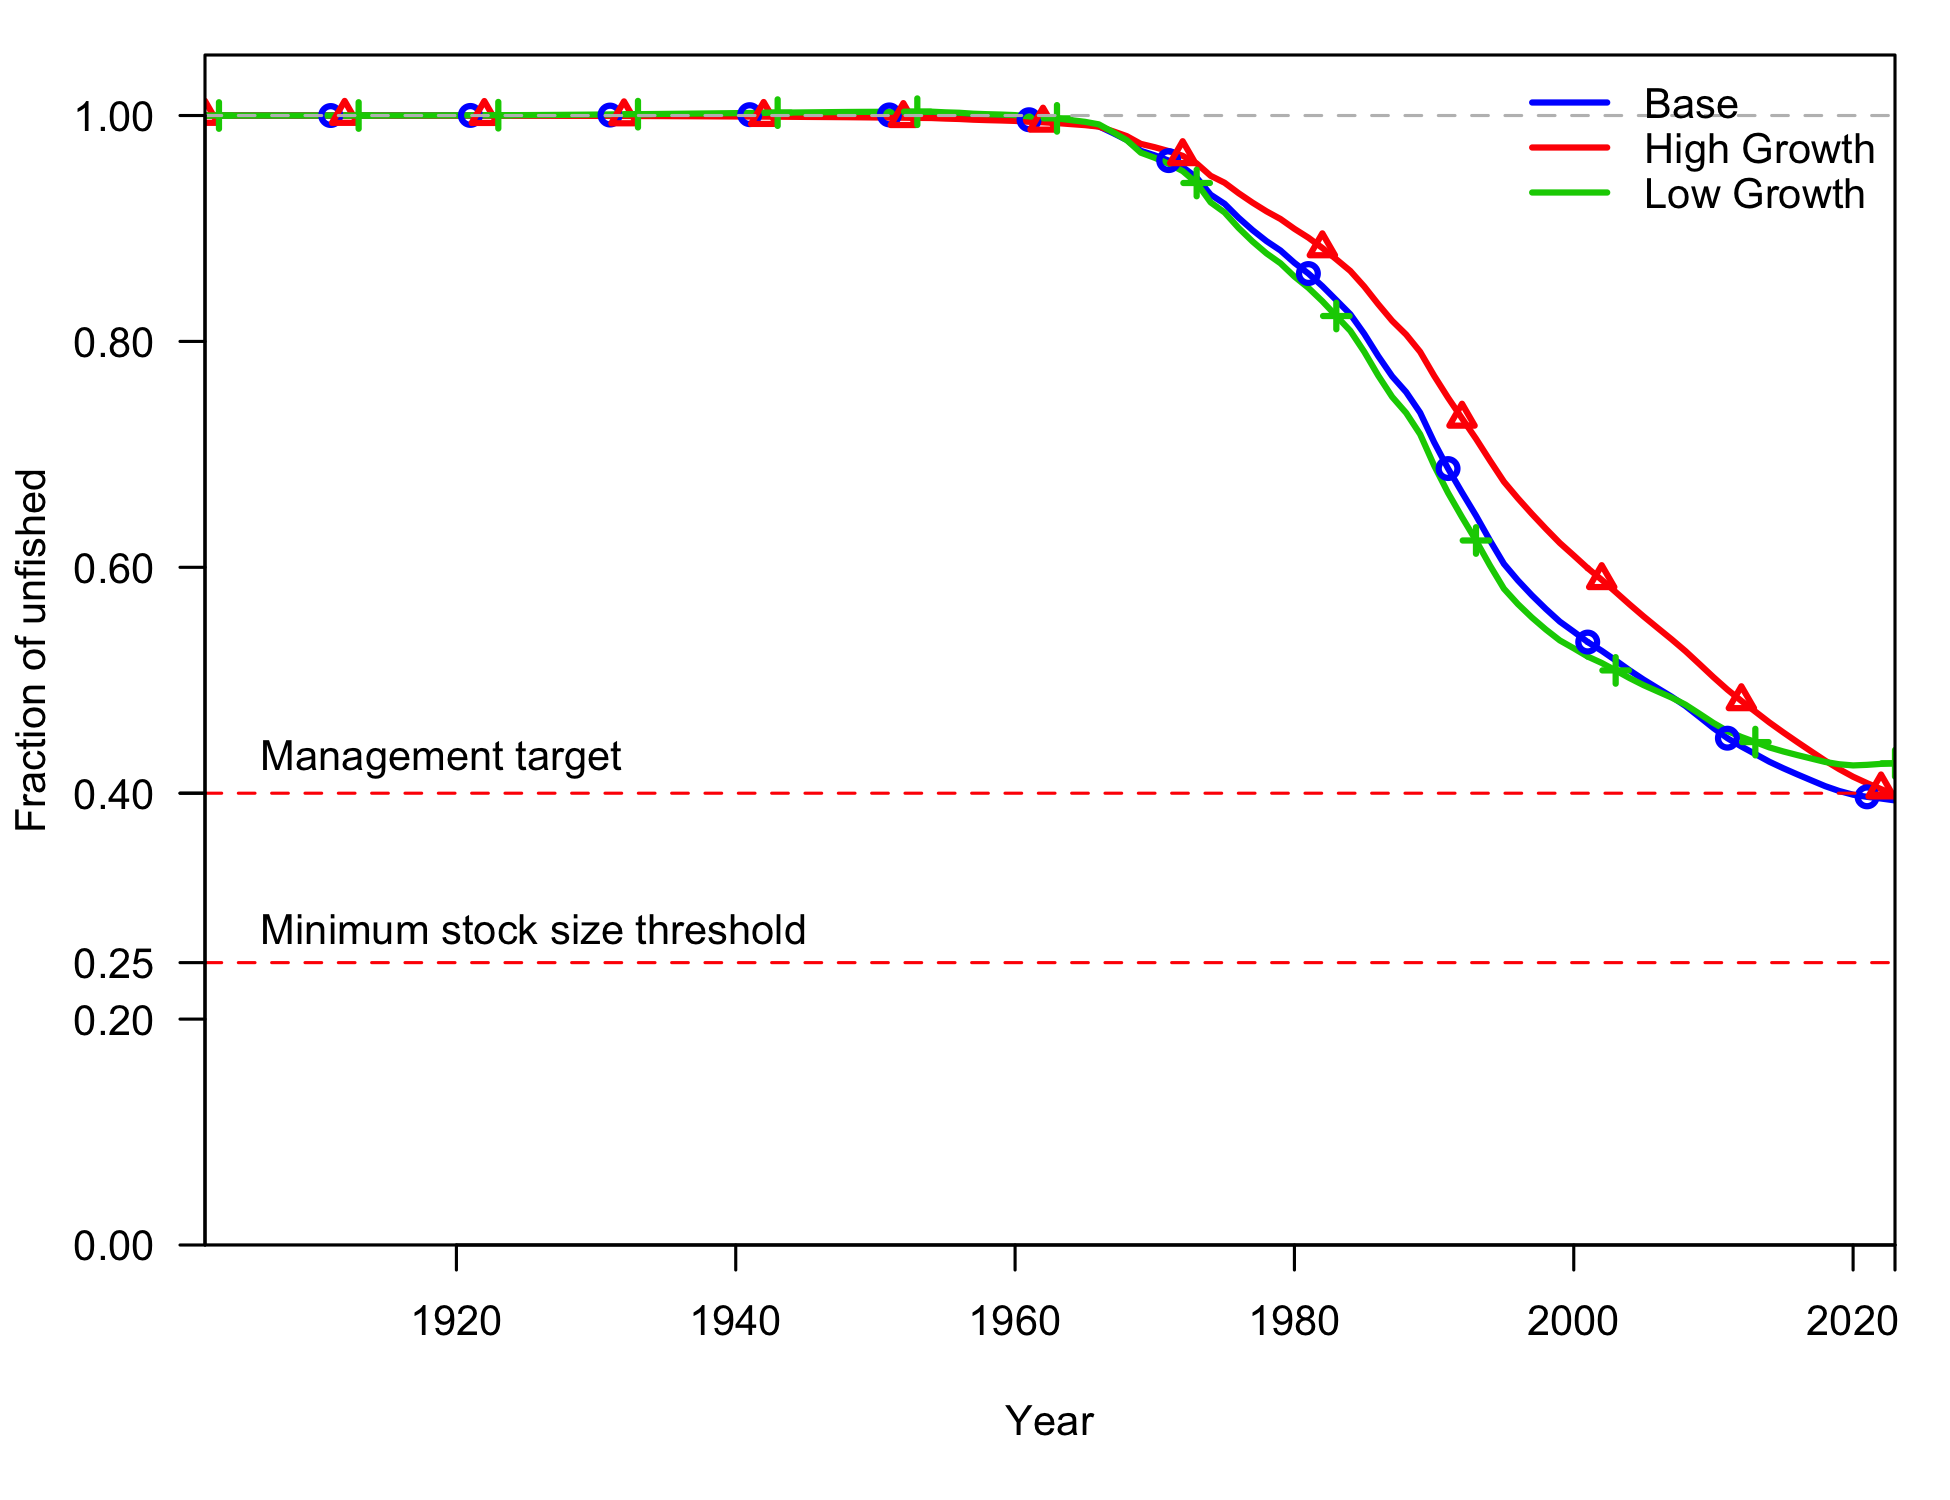 Base
High Growth
Low Growth
1.00
0.80
0.60
0.40
0.25
0.20
0.00
Fraction of unfished
Management target
Minimum stock size threshold
1920
1940
1960
1980
2000
2020
Year